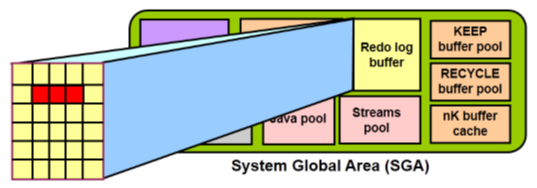 Redo log
buffer
KEEP
buffer pool
RECYCLE
buffer pool
Java pool
Streams
pool
nK buffer
cache
System Global Area (SGA)